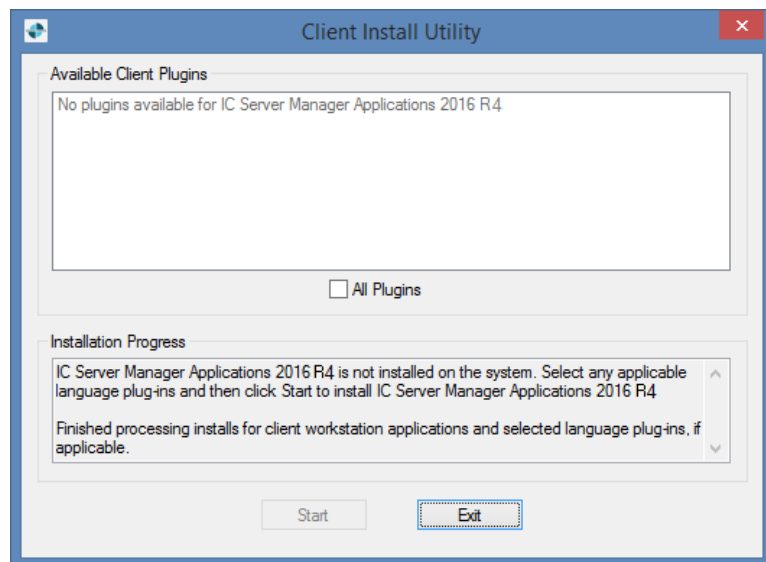 Client Install Utility
Available Client Plugins
No plugins available for IC Server Manager Applications 2016 R4
All Plugins
Installation Progress
IC Server Manager Applications 2016 R4 is not installed on the system. Select any applicable
language plug-ins and then click Start to install IC Server Manager Applications 2016 R4
Finished processing installs for client workstation applications and selected language plug-ins, if
applicable.
Start
Exit